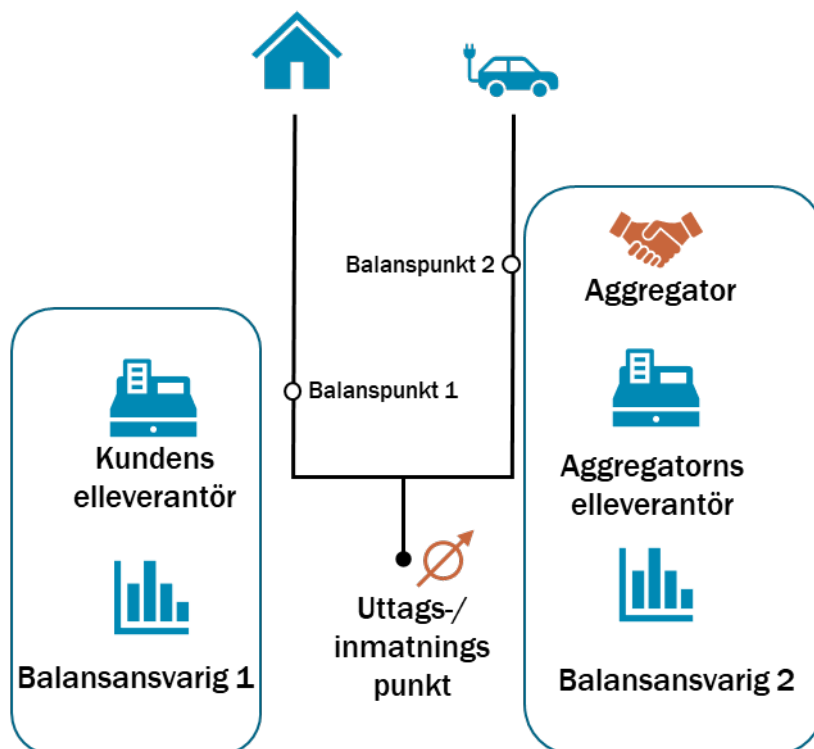 Balanspunkt 2
Aggregator
Balanspunkt 1
Kundens
elleverantör
Aggregatorns
elleverantör
Uttags-/
inmatnings
punkt
Balansansvarig 1
Balansansvarig 2